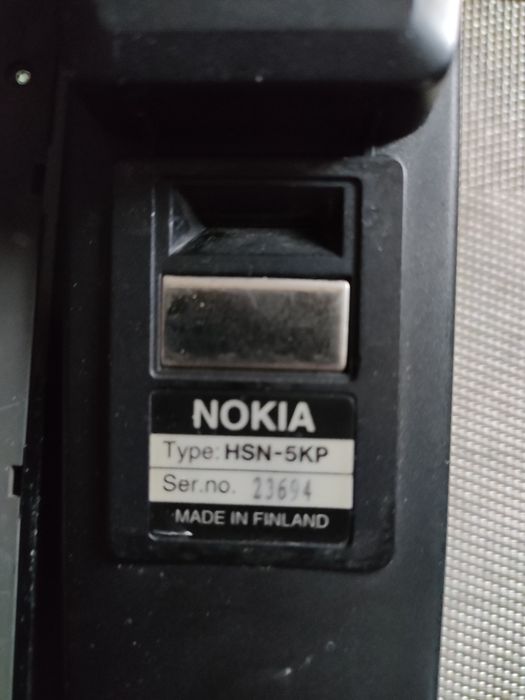 NOKIA
Type: HSN-5KP
Ser.no. 23694
MADE IN FINLAND